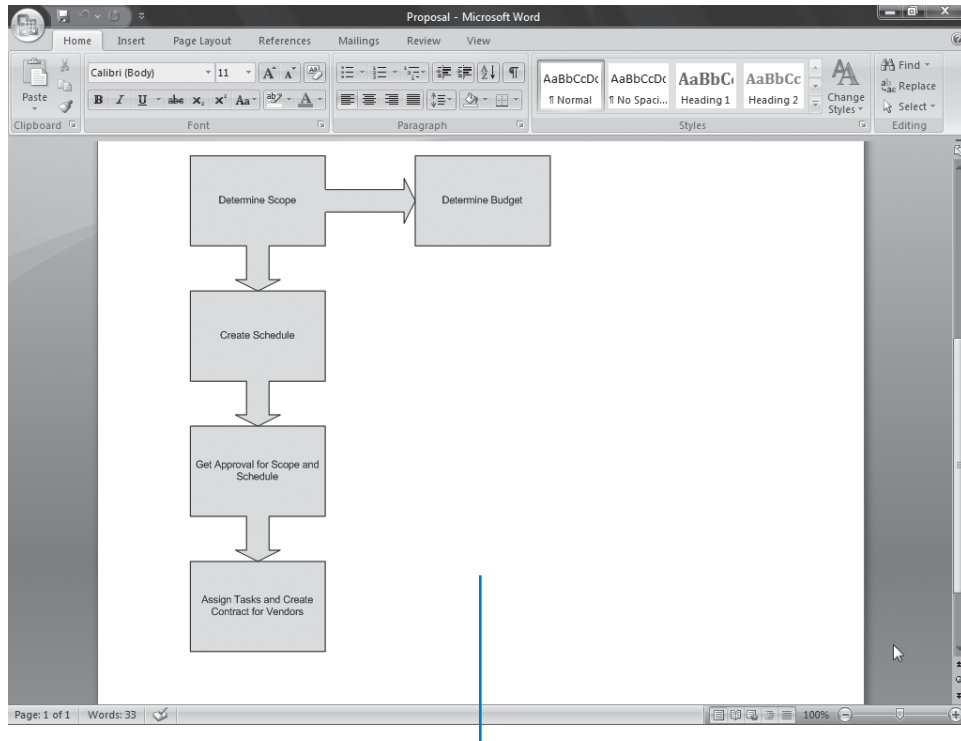 Proposal - Microsoft Word
Home Insert Page Layout References Mailings Review View
Calibri (Body) 11 A A
Find
Replace
Select
Paste
B I U abc x, x² Aa A
AaBbCcDc AaBbCcDc AaBbC AaBbCc
¶ Normal ¶ No Spaci... Heading 1 Heading 2
Change Styles
Clipboard Font Paragraph Styles Editing
Determine Scope
Determine Budget
Create Schedule
Get Approval for Scope and
Schedule
Assign Tasks and Create
Contract for Vendors
Page: 1 of 1 Words: 33 100%